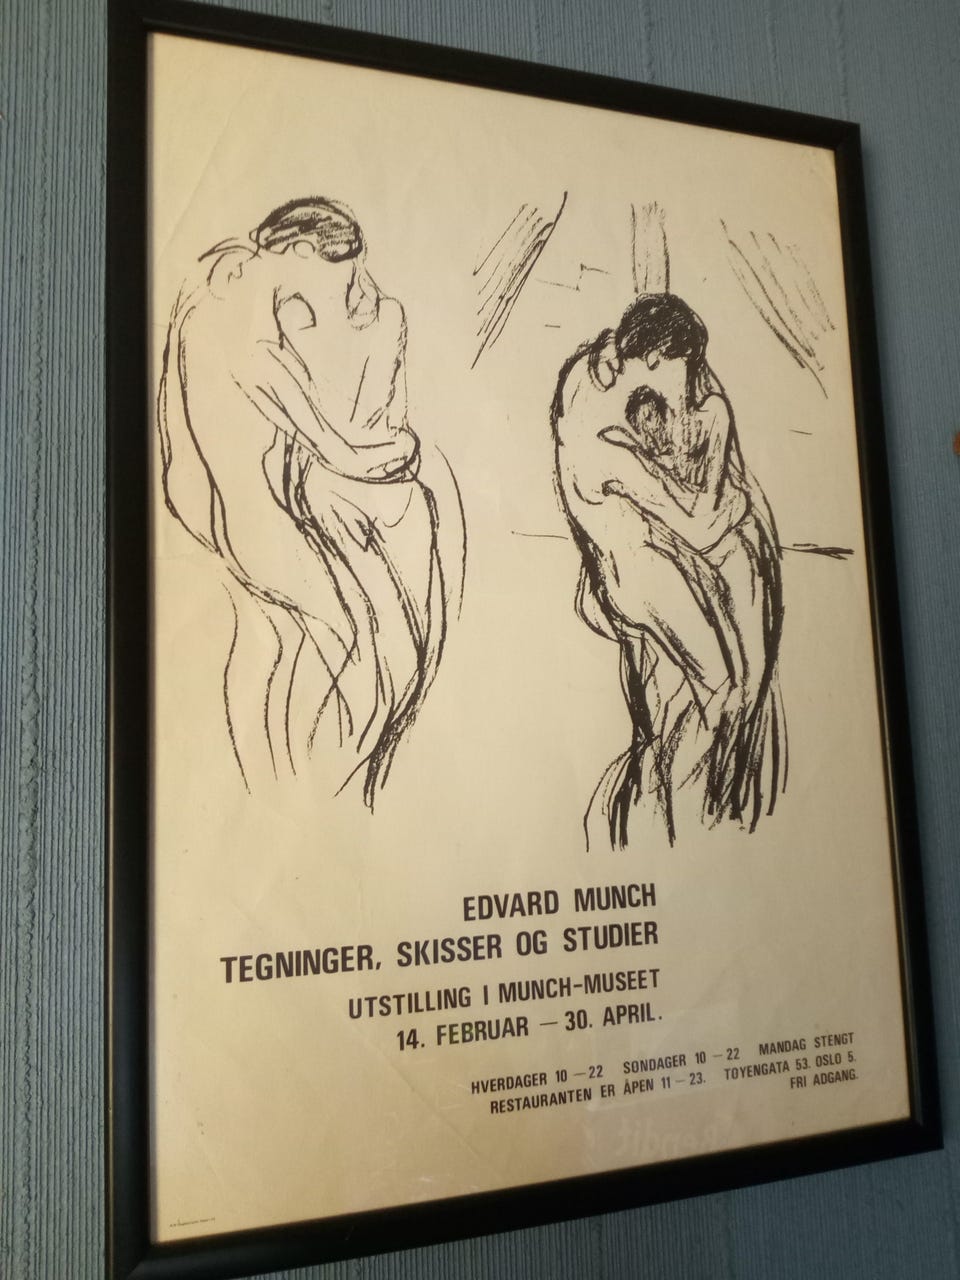 EDVARD MUNCH
TEGNINGER, SKISSER OG STUDIER
UTSTILLING I MUNCH-MUSEET
14. FEBRUAR — 30. APRIL.
HVERDAGER 10 — 22 SØNDAGER 10 — 22 MANDAG STENGT
RESTAURANTEN ER ÅPEN 11 — 23. TØYENGATA 53. OSLO 5.
FRI ADGANG.